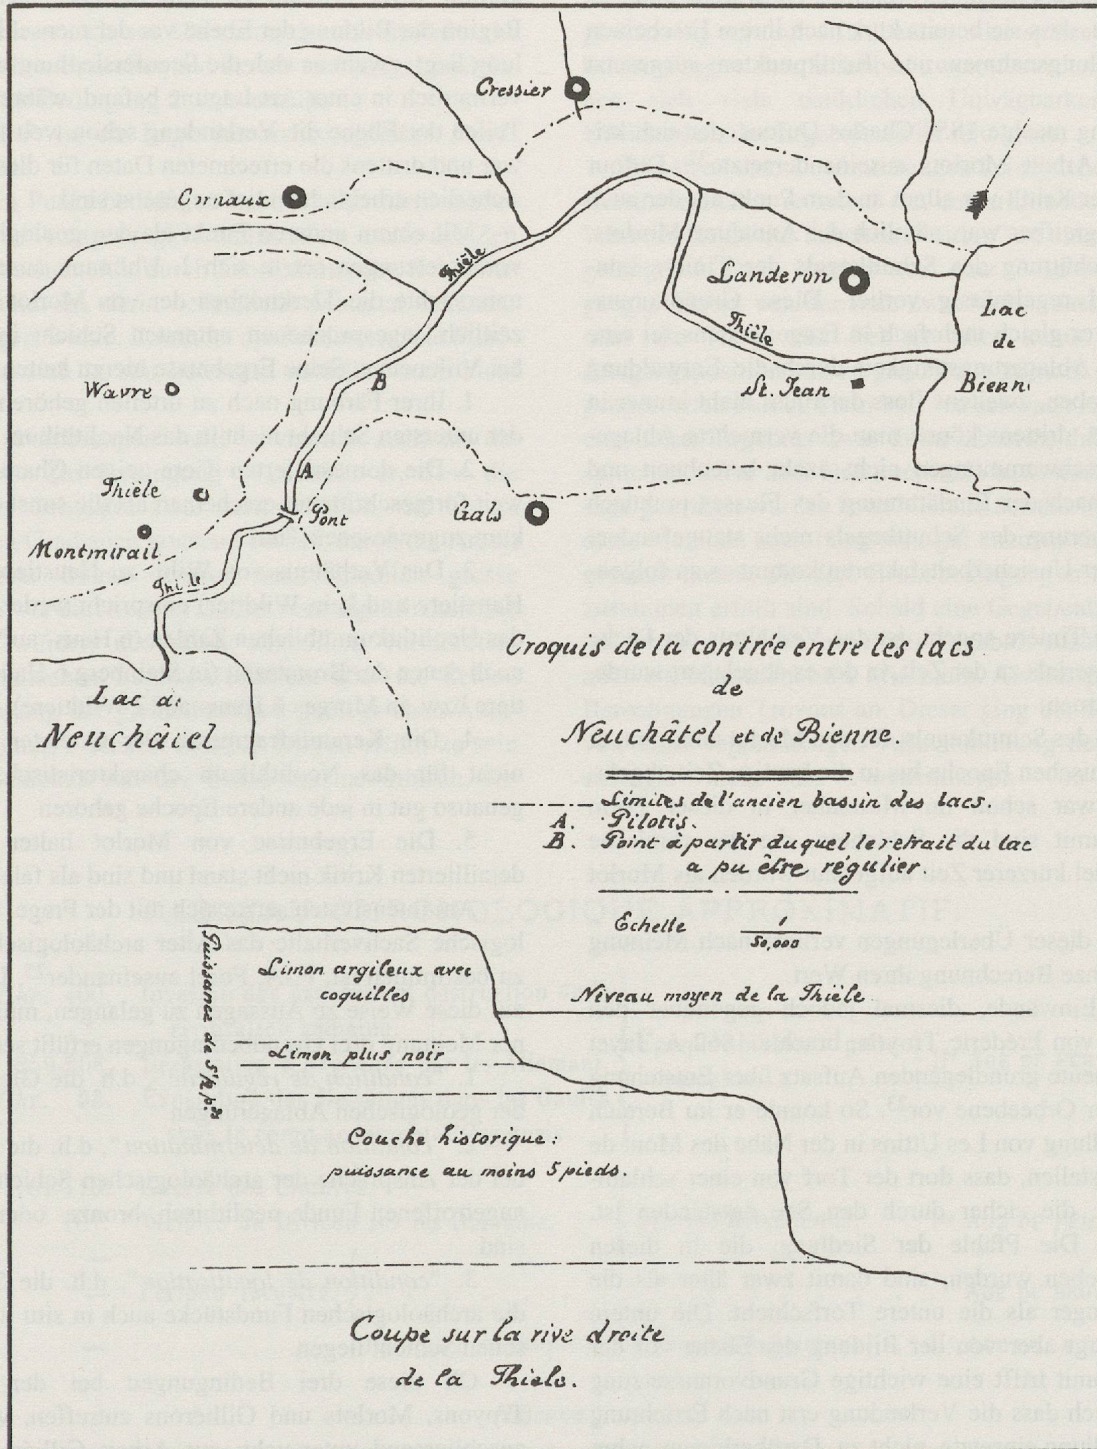 Cressier
Cornaux
Thièle
Landeron
Lac
de
Bienn
Thièle
St. Jean
Wavre
B
A
Thièle
Pont
Gals
Montmirail
Thièle
Lac de
Neuchâtel
Croquis de la contrée entre les lacs.
de
Neuchâtel et de Bienne.
Limites de l'ancien bassin des lacs.
A. Pilotis.
B. Point à partir duquel le retrait du lac
a pu être régulier.
Echelle 1/50,000
Puissance de 5½ pds
Limon argileux avec
coquilles
Niveau moyen de la Thièle
Limon plus noir
Couche historique:
puissance au moins 5 pieds.
Coupe sur la rive droite
de la Thièle.